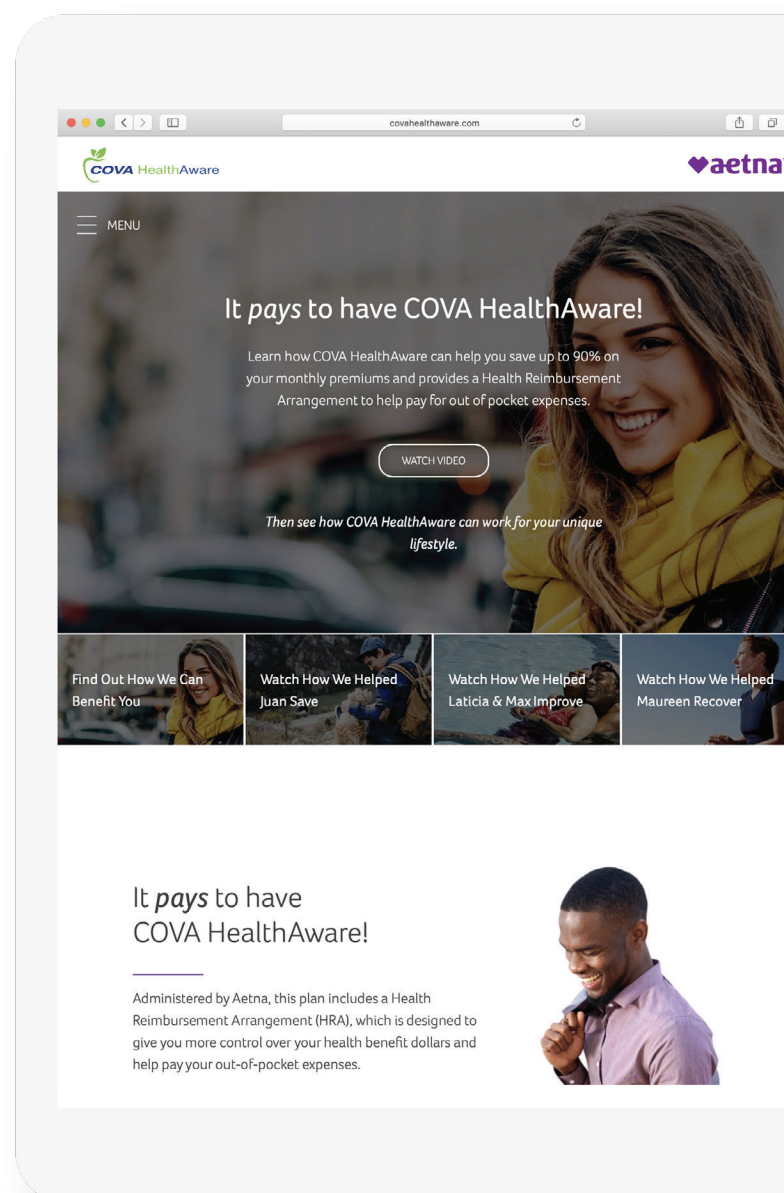 covahealthaware.com
COVA HealthAware
aetna
MENU
It pays to have COVA HealthAware!
Learn how COVA HealthAware can help you save up to 90% on
your monthly premiums and provides a Health Reimbursement
Arrangement to help pay for out of pocket expenses.
WATCH VIDEO
Then see how COVA HealthAware can work for your unique
lifestyle.
Find Out How We Can
Benefit You
Watch How We Helped
Juan Save
Watch How We Helped
Laticia & Max Improve
Watch How We Helped
Maureen Recover
It pays to have
COVA HealthAware!
Administered by Aetna, this plan includes a Health
Reimbursement Arrangement (HRA), which is designed to
give you more control over your health benefit dollars and
help pay your out-of-pocket expenses.